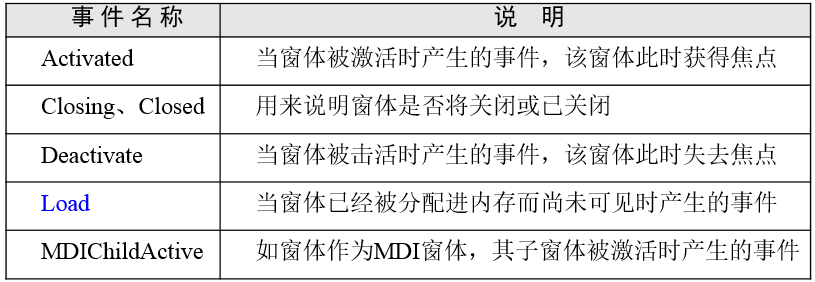 事件名称 说 明
Activated 当窗体被激活时产生的事件，该窗体此时获得焦点
Closing、Closed 用来说明窗体是否将关闭或已关闭
Deactivate 当窗体被击活时产生的事件，该窗体此时失去焦点
Load 当窗体已经被分配进内存而尚未可见时产生的事件
MDIChildActive 如窗体作为MDI窗体，其子窗体被激活时产生的事件